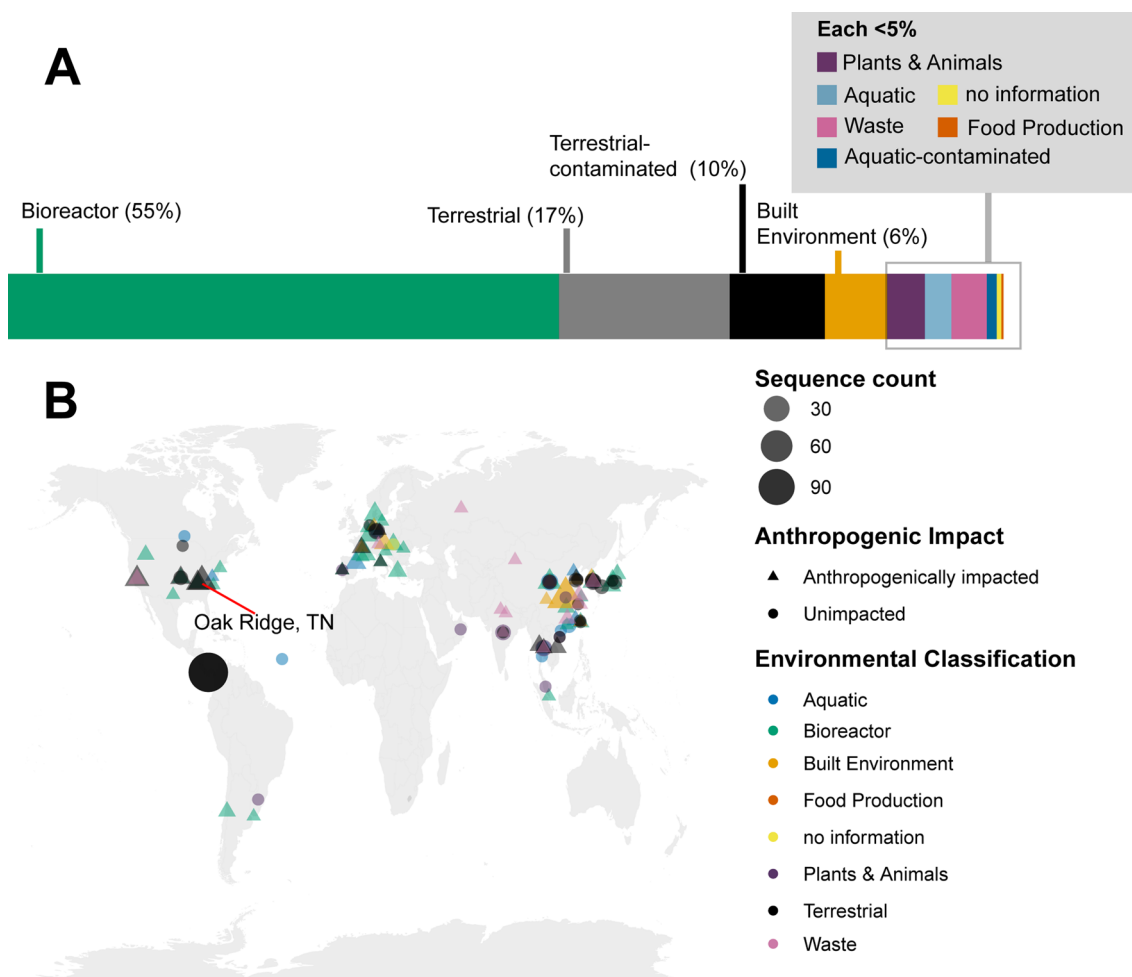 A
Each <5%
Plants & Animals
Aquatic
no information
Waste
Food Production
Aquatic-contaminated
Terrestrial-
contaminated (10%)
Bioreactor (55%)
Terrestrial (17%)
Built
Environment (6%)
B
Sequence count
30
60
90
Anthropogenic Impact
Anthropogenically impacted
Unimpacted
Oak Ridge, TN
Environmental Classification
Aquatic
Bioreactor
Built Environment
Food Production
no information
Plants & Animals
Terrestrial
Waste